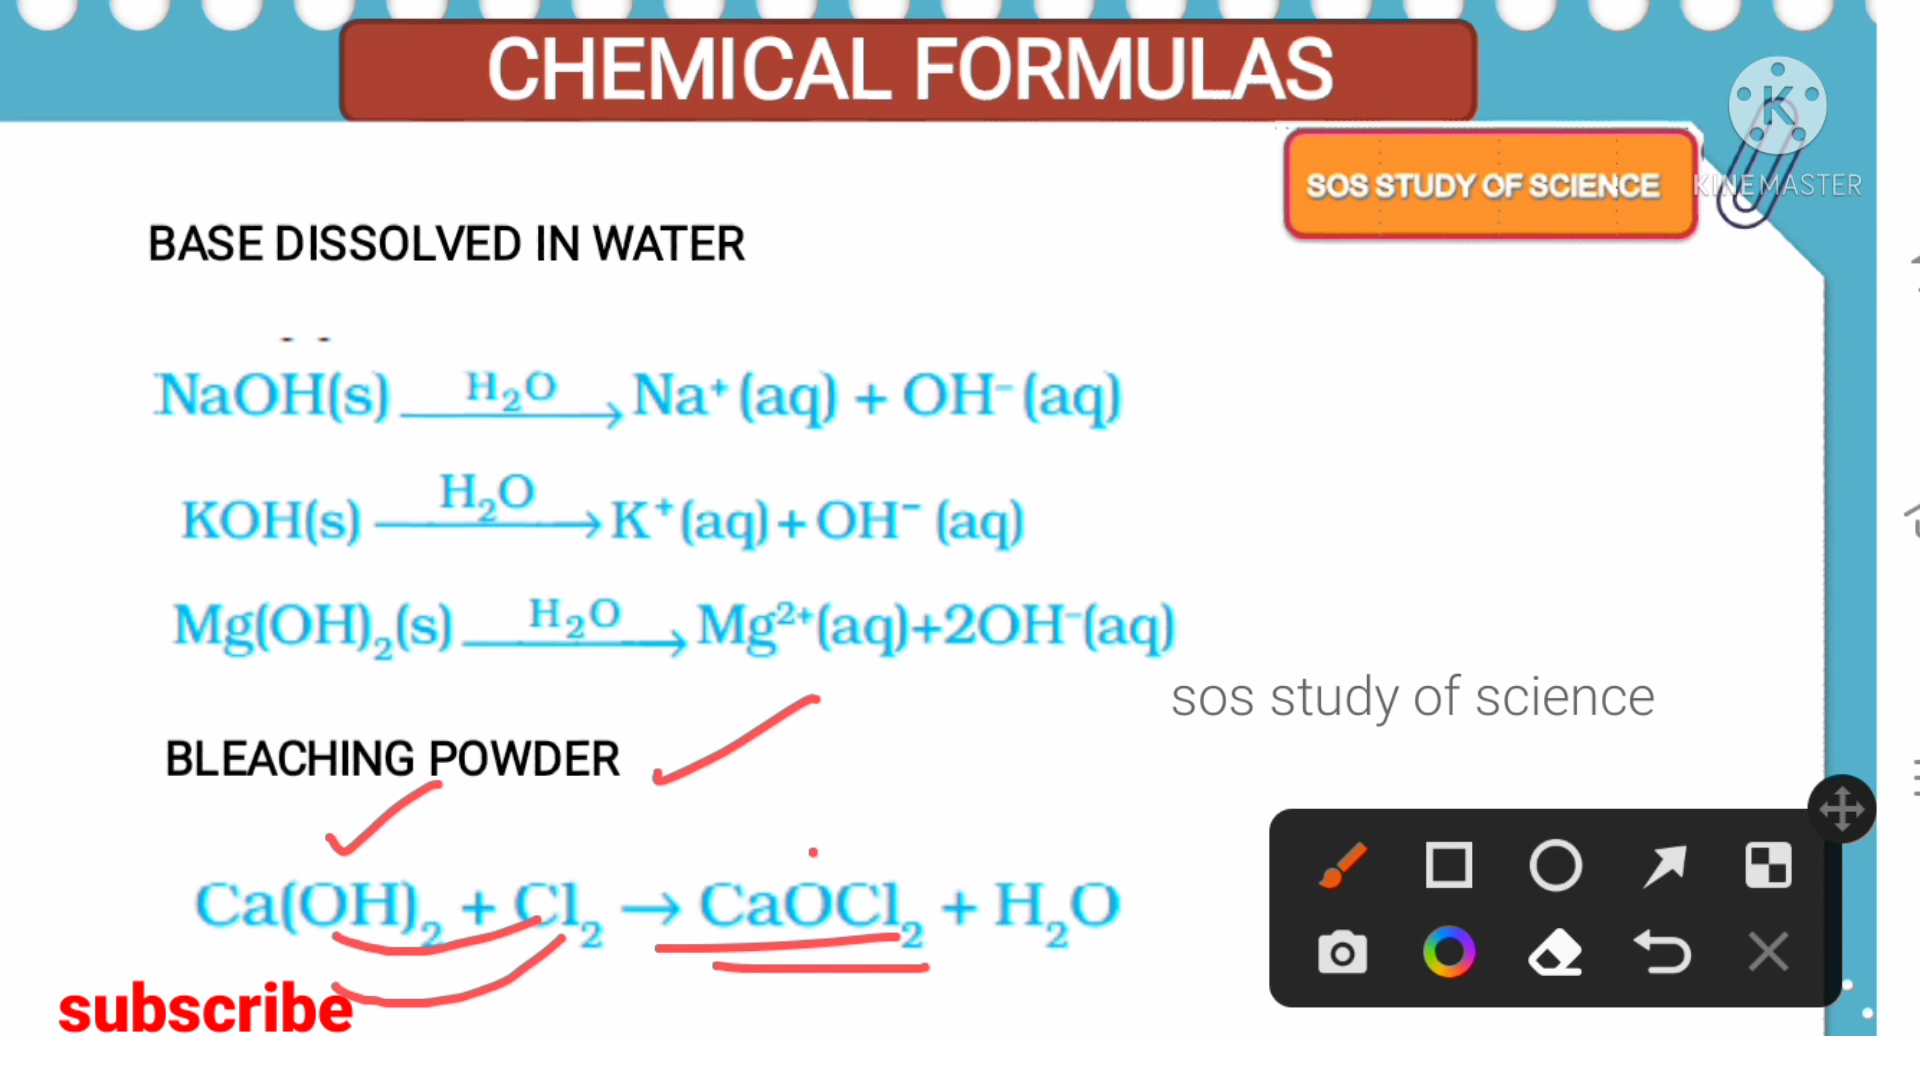 CHEMICAL FORMULAS
K
KINEMASTER
SOS STUDY OF SCIENCE
BASE DISSOLVED IN WATER
NaOH(s) —H₂O→ Na⁺ (aq) + OH⁻ (aq)
KOH(s) —H₂O→ K⁺ (aq) + OH⁻ (aq)
Mg(OH)₂(s) —H₂O→ Mg²⁺(aq)+2OH⁻(aq)
sos study of science
BLEACHING POWDER
Ca(OH)₂ + Cl₂ → CaOCl₂ + H₂O
subscribe